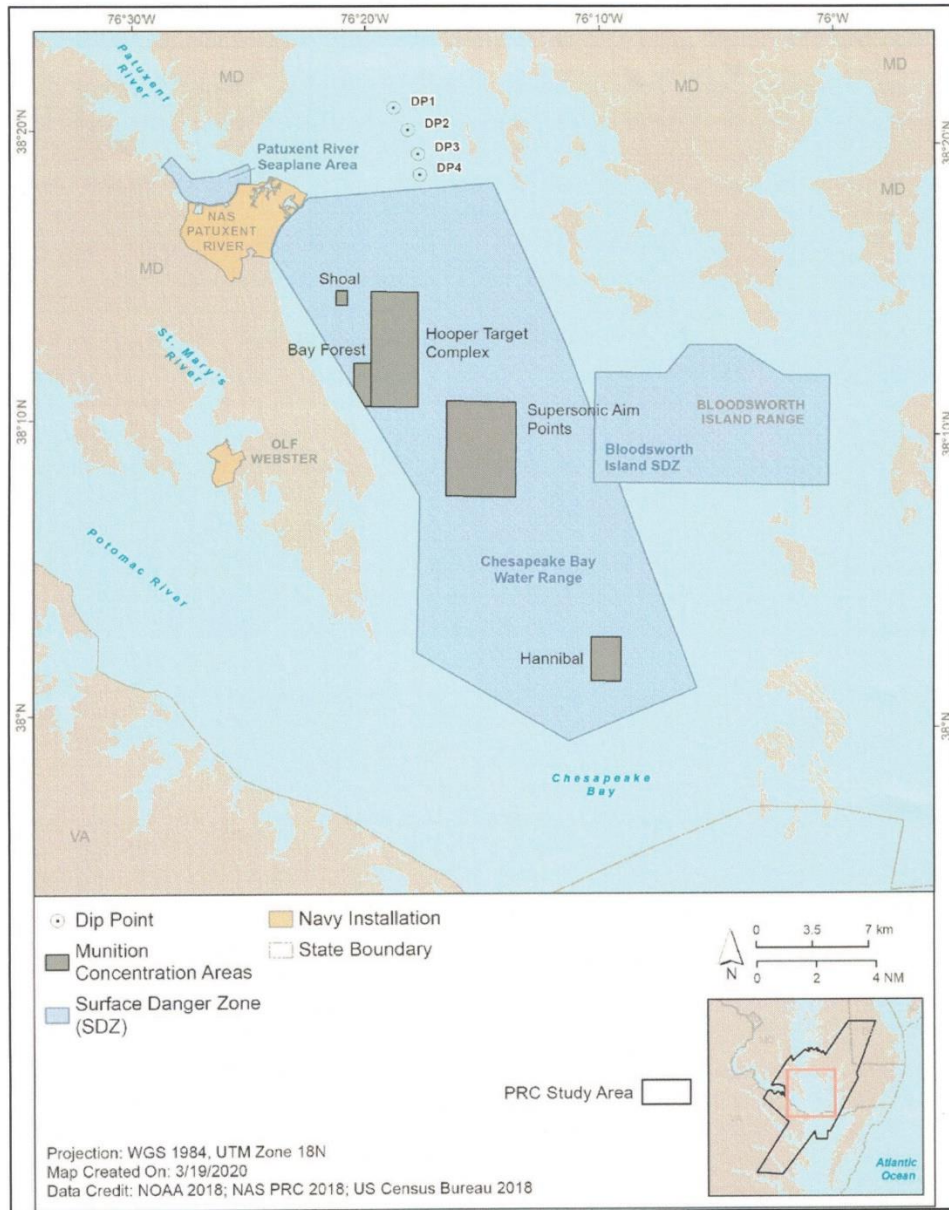 76°30'W
76°20'W
76°10'W
76°W
Patuxent
River
MD
MD
MD
DP1
DP2
DP3
DP4
38°20'N
38°20'N
Patuxent River
Seaplane Area
NAS
PATUXENT
RIVER
MD
MD
Shoal
Bay Forest
Hooper Target
Complex
St. Mary's
River
Supersonic Aim
Points
BLOODSWORTH
ISLAND RANGE
Bloodsworth
Island SDZ
38°10'N
38°10'N
OLF
WEBSTER
Potomac River
Chesapeake Bay
Water Range
Hannibal
38°N
38°N
Chesapeake
Bay
VA
Dip Point
Munition
Concentration Areas
Surface Danger Zone
(SDZ)
Navy Installation
State Boundary
N
0 3.5 7 km
0 2 4 NM
PRC Study Area
MD
VA
Atlantic
Ocean
Projection: WGS 1984, UTM Zone 18N
Map Created On: 3/19/2020
Data Credit: NOAA 2018; NAS PRC 2018; US Census Bureau 2018